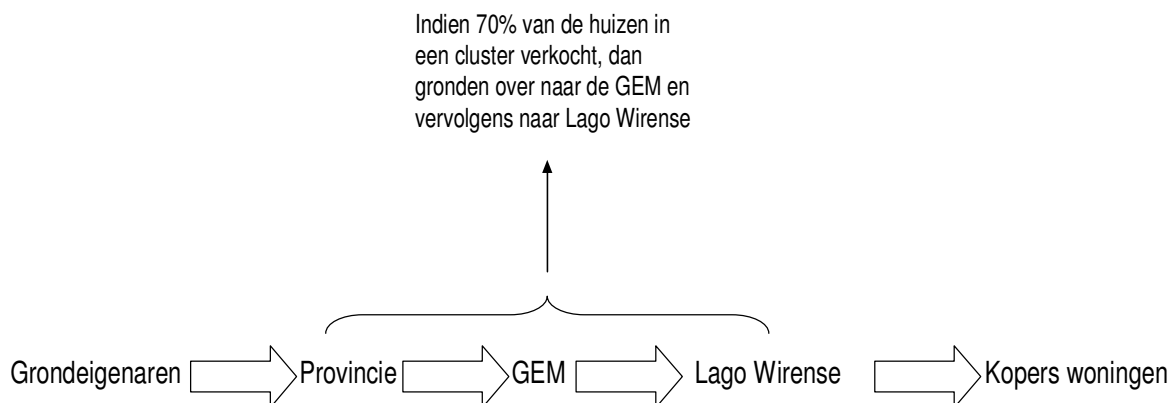 Indien 70% van de huizen in
een cluster verkocht, dan
gronden over naar de GEM en
vervolgens naar Lago Wirense
Grondeigenaren Provincie GEM Lago Wirense Kopers woningen